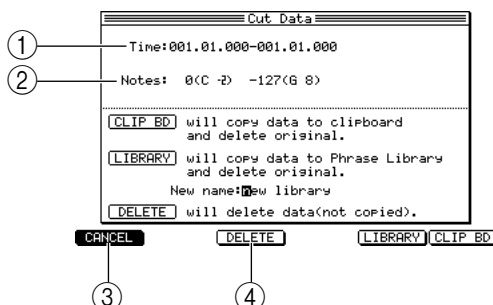 Cut Data
① Time:001.01.000-001.01.000
② Notes: 0(C -2) -127(G 8)
CLIP BD will copy data to clipboard
and delete original.
LIBRARY will copy data to Phrase Library
and delete original.
New name:New library
DELETE will delete data(not copied).
CANCEL DELETE LIBRARY CLIP BD
③ ④